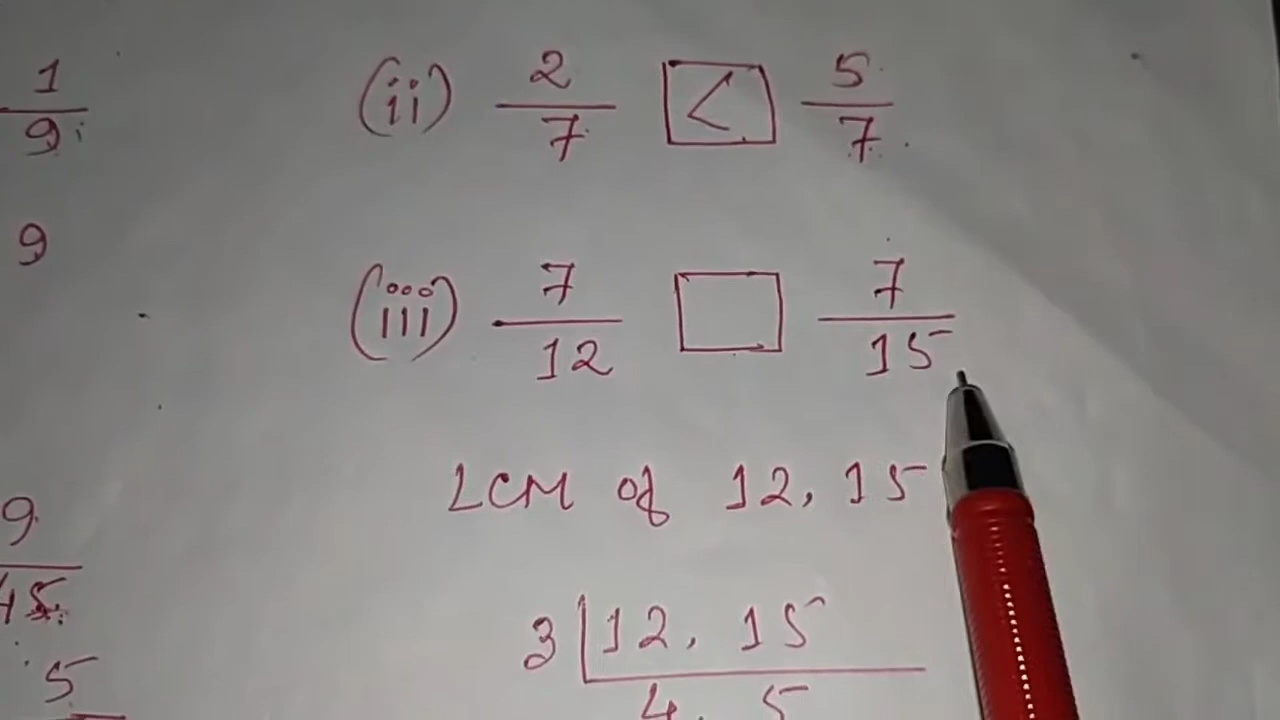 1/9
(ii) 2/7 < 5/7
9
(iii) 7/12 □ 7/15
LCM of 12, 15
9/45
3 | 12, 15
4, 5
5